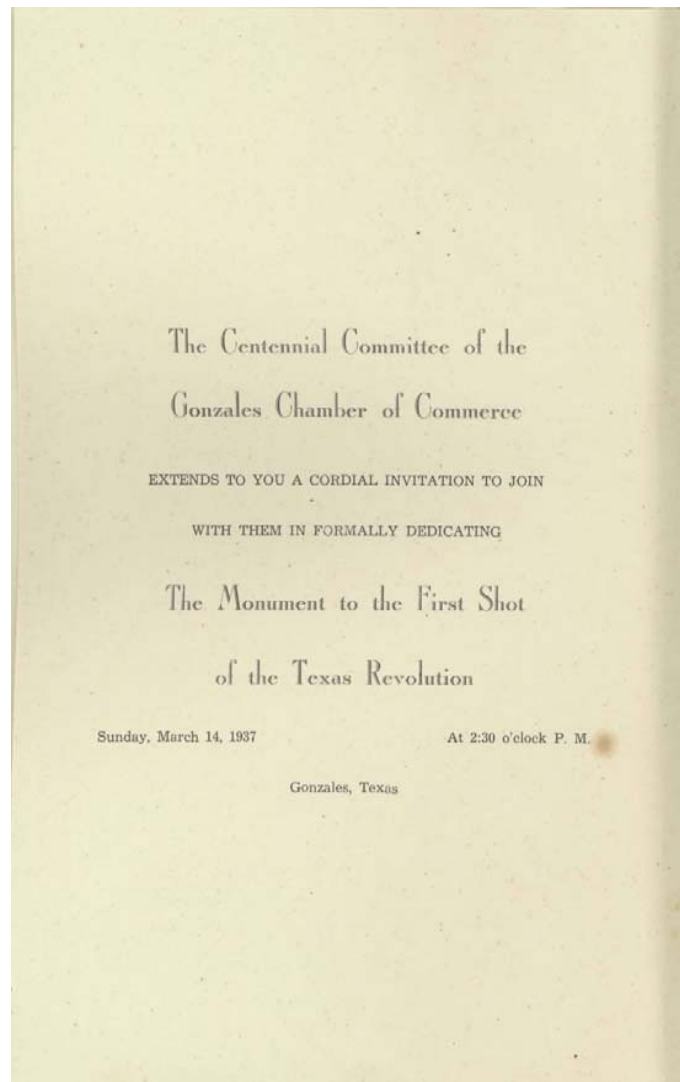 The Centennial Committee of the
Gonzales Chamber of Commerce
EXTENDS TO YOU A CORDIAL INVITATION TO JOIN
WITH THEM IN FORMALLY DEDICATING
The Monument to the First Shot
of the Texas Revolution
Sunday, March 14, 1937 At 2:30 o'clock P. M.
Gonzales, Texas